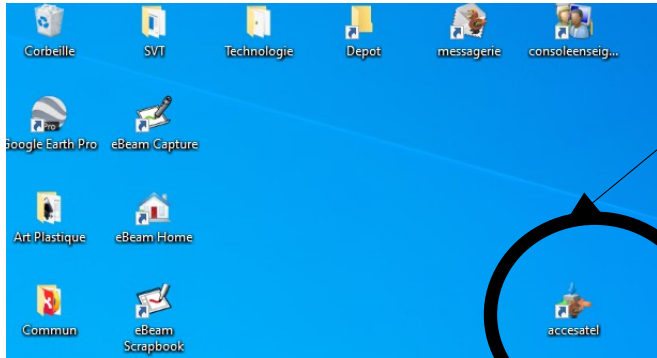 Corbeille
SVT
Technologie
Depot
messagerie
consoleenseig...
Pro
Google Earth Pro
eBeam Capture
Art Plastique
eBeam Home
Commun
eBeam
Scrapbook
accesatel